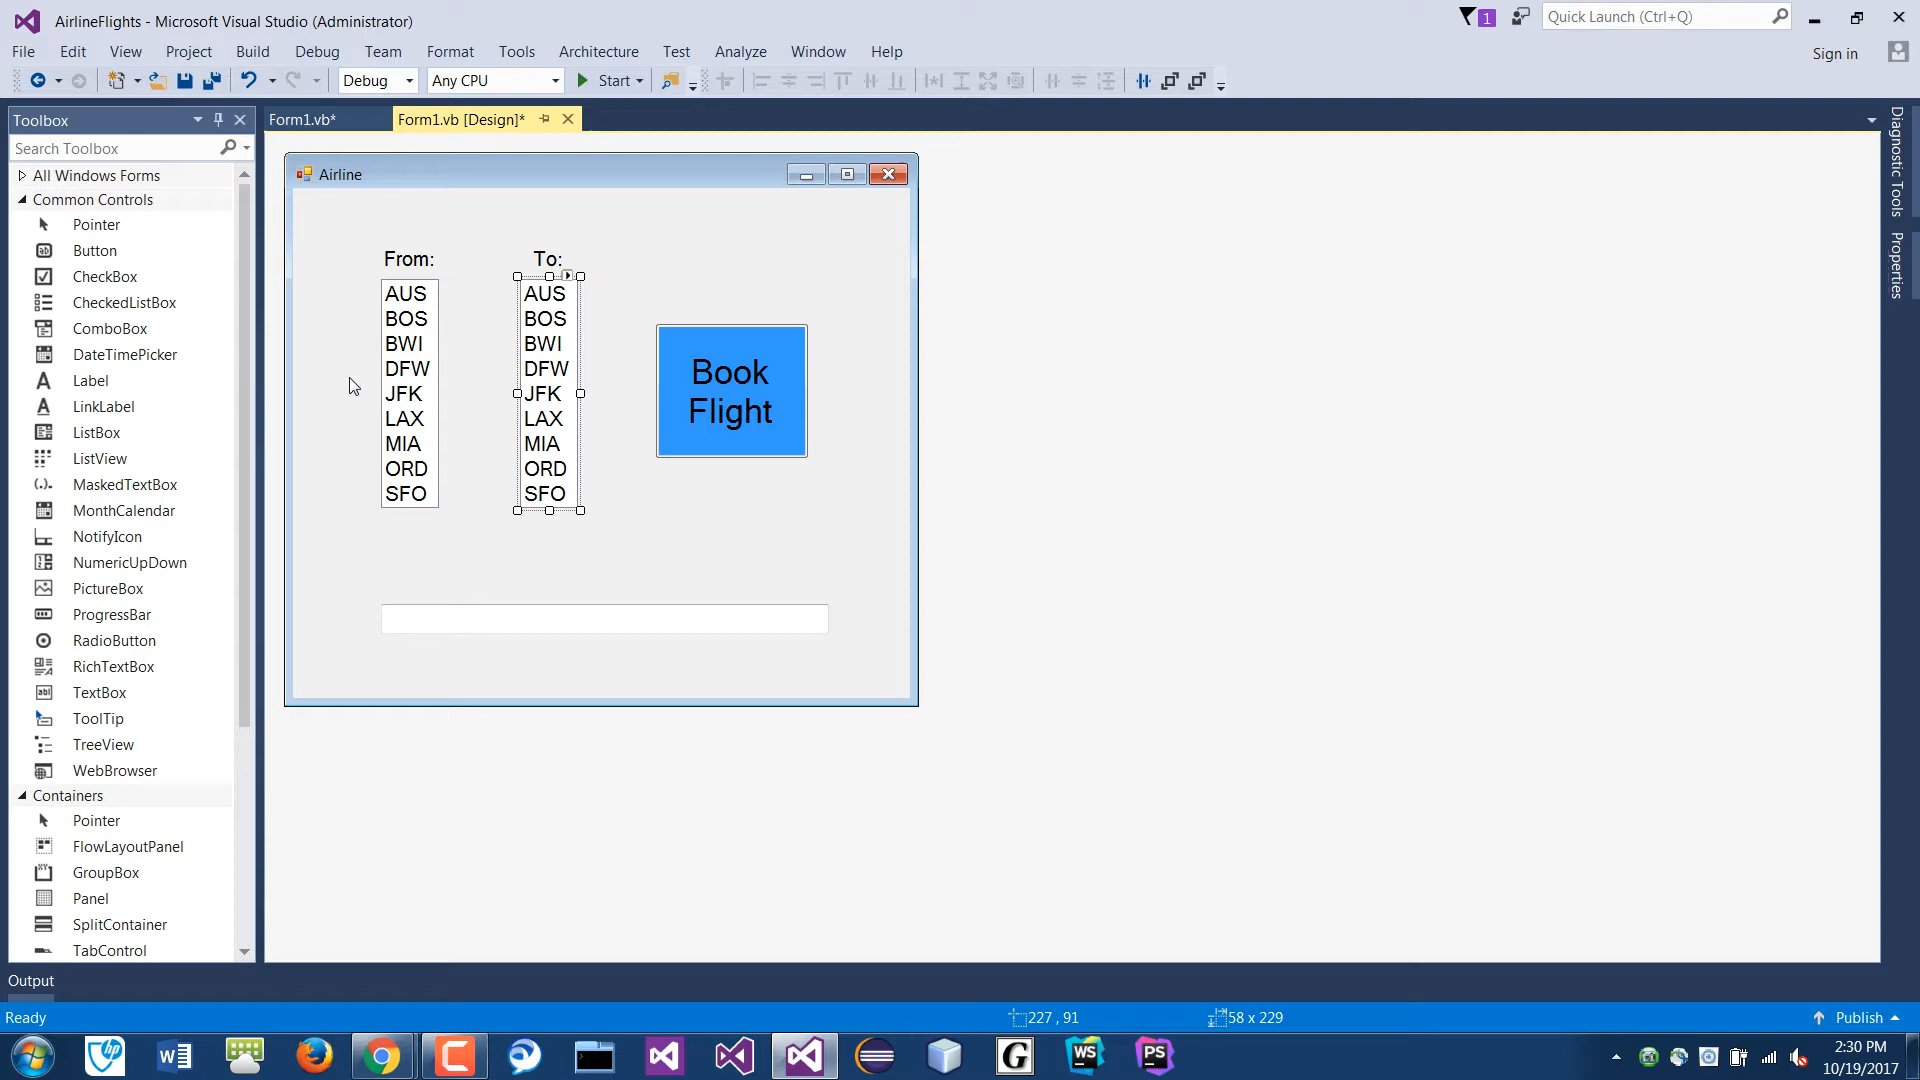 AirlineFlights - Microsoft Visual Studio (Administrator)
1
Quick Launch (Ctrl+Q)
File Edit View Project Build Debug Team Format Tools Architecture Test Analyze Window Help
Sign in
Debug Any CPU Start
Toolbox
Form1.vb* Form1.vb [Design]*
Search Toolbox
All Windows Forms
Common Controls
Pointer
Button
CheckBox
CheckedListBox
ComboBox
DateTimePicker
Label
LinkLabel
ListBox
ListView
MaskedTextBox
MonthCalendar
NotifyIcon
NumericUpDown
PictureBox
ProgressBar
RadioButton
RichTextBox
TextBox
ToolTip
TreeView
WebBrowser
Containers
Pointer
FlowLayoutPanel
GroupBox
Panel
SplitContainer
TabControl
Airline
From:
AUS
BOS
BWI
DFW
JFK
LAX
MIA
ORD
SFO
To:
AUS
BOS
BWI
DFW
JFK
LAX
MIA
ORD
SFO
Book
Flight
Diagnostic Tools
Properties
Output
Ready 227 , 91 58 x 229 Publish
hp
W
G
WS
PS
2:30 PM
10/19/2017